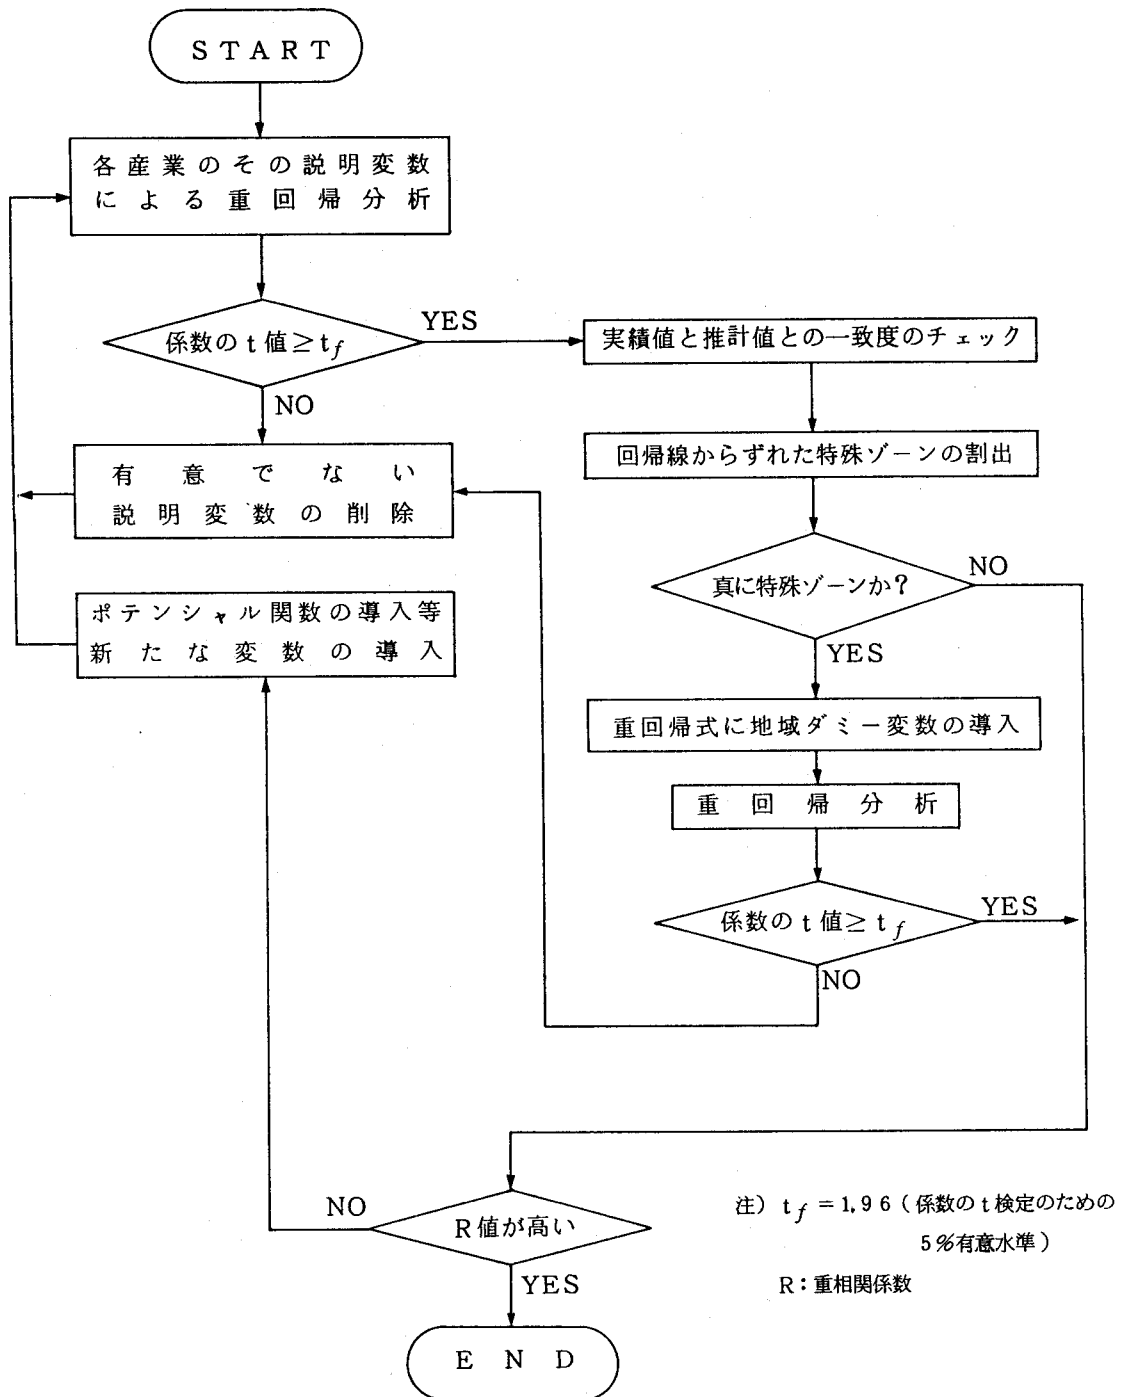 START
各産業のその説明変数
による重回帰分析
係数のt値≥tf
YES
NO
実績値と推計値との一致度のチェック
有意でない
説明変数の削除
回帰線からずれた特殊ゾーンの割出
真に特殊ゾーンか?
NO
YES
ポテンシャル関数の導入等
新たな変数の導入
重回帰式に地域ダミー変数の導入
重回帰分析
係数のt値≥tf
YES
NO
R値が高い
NO
YES
END
注) tf=1.96(係数のt検定のための
5%有意水準)
R:重相関係数